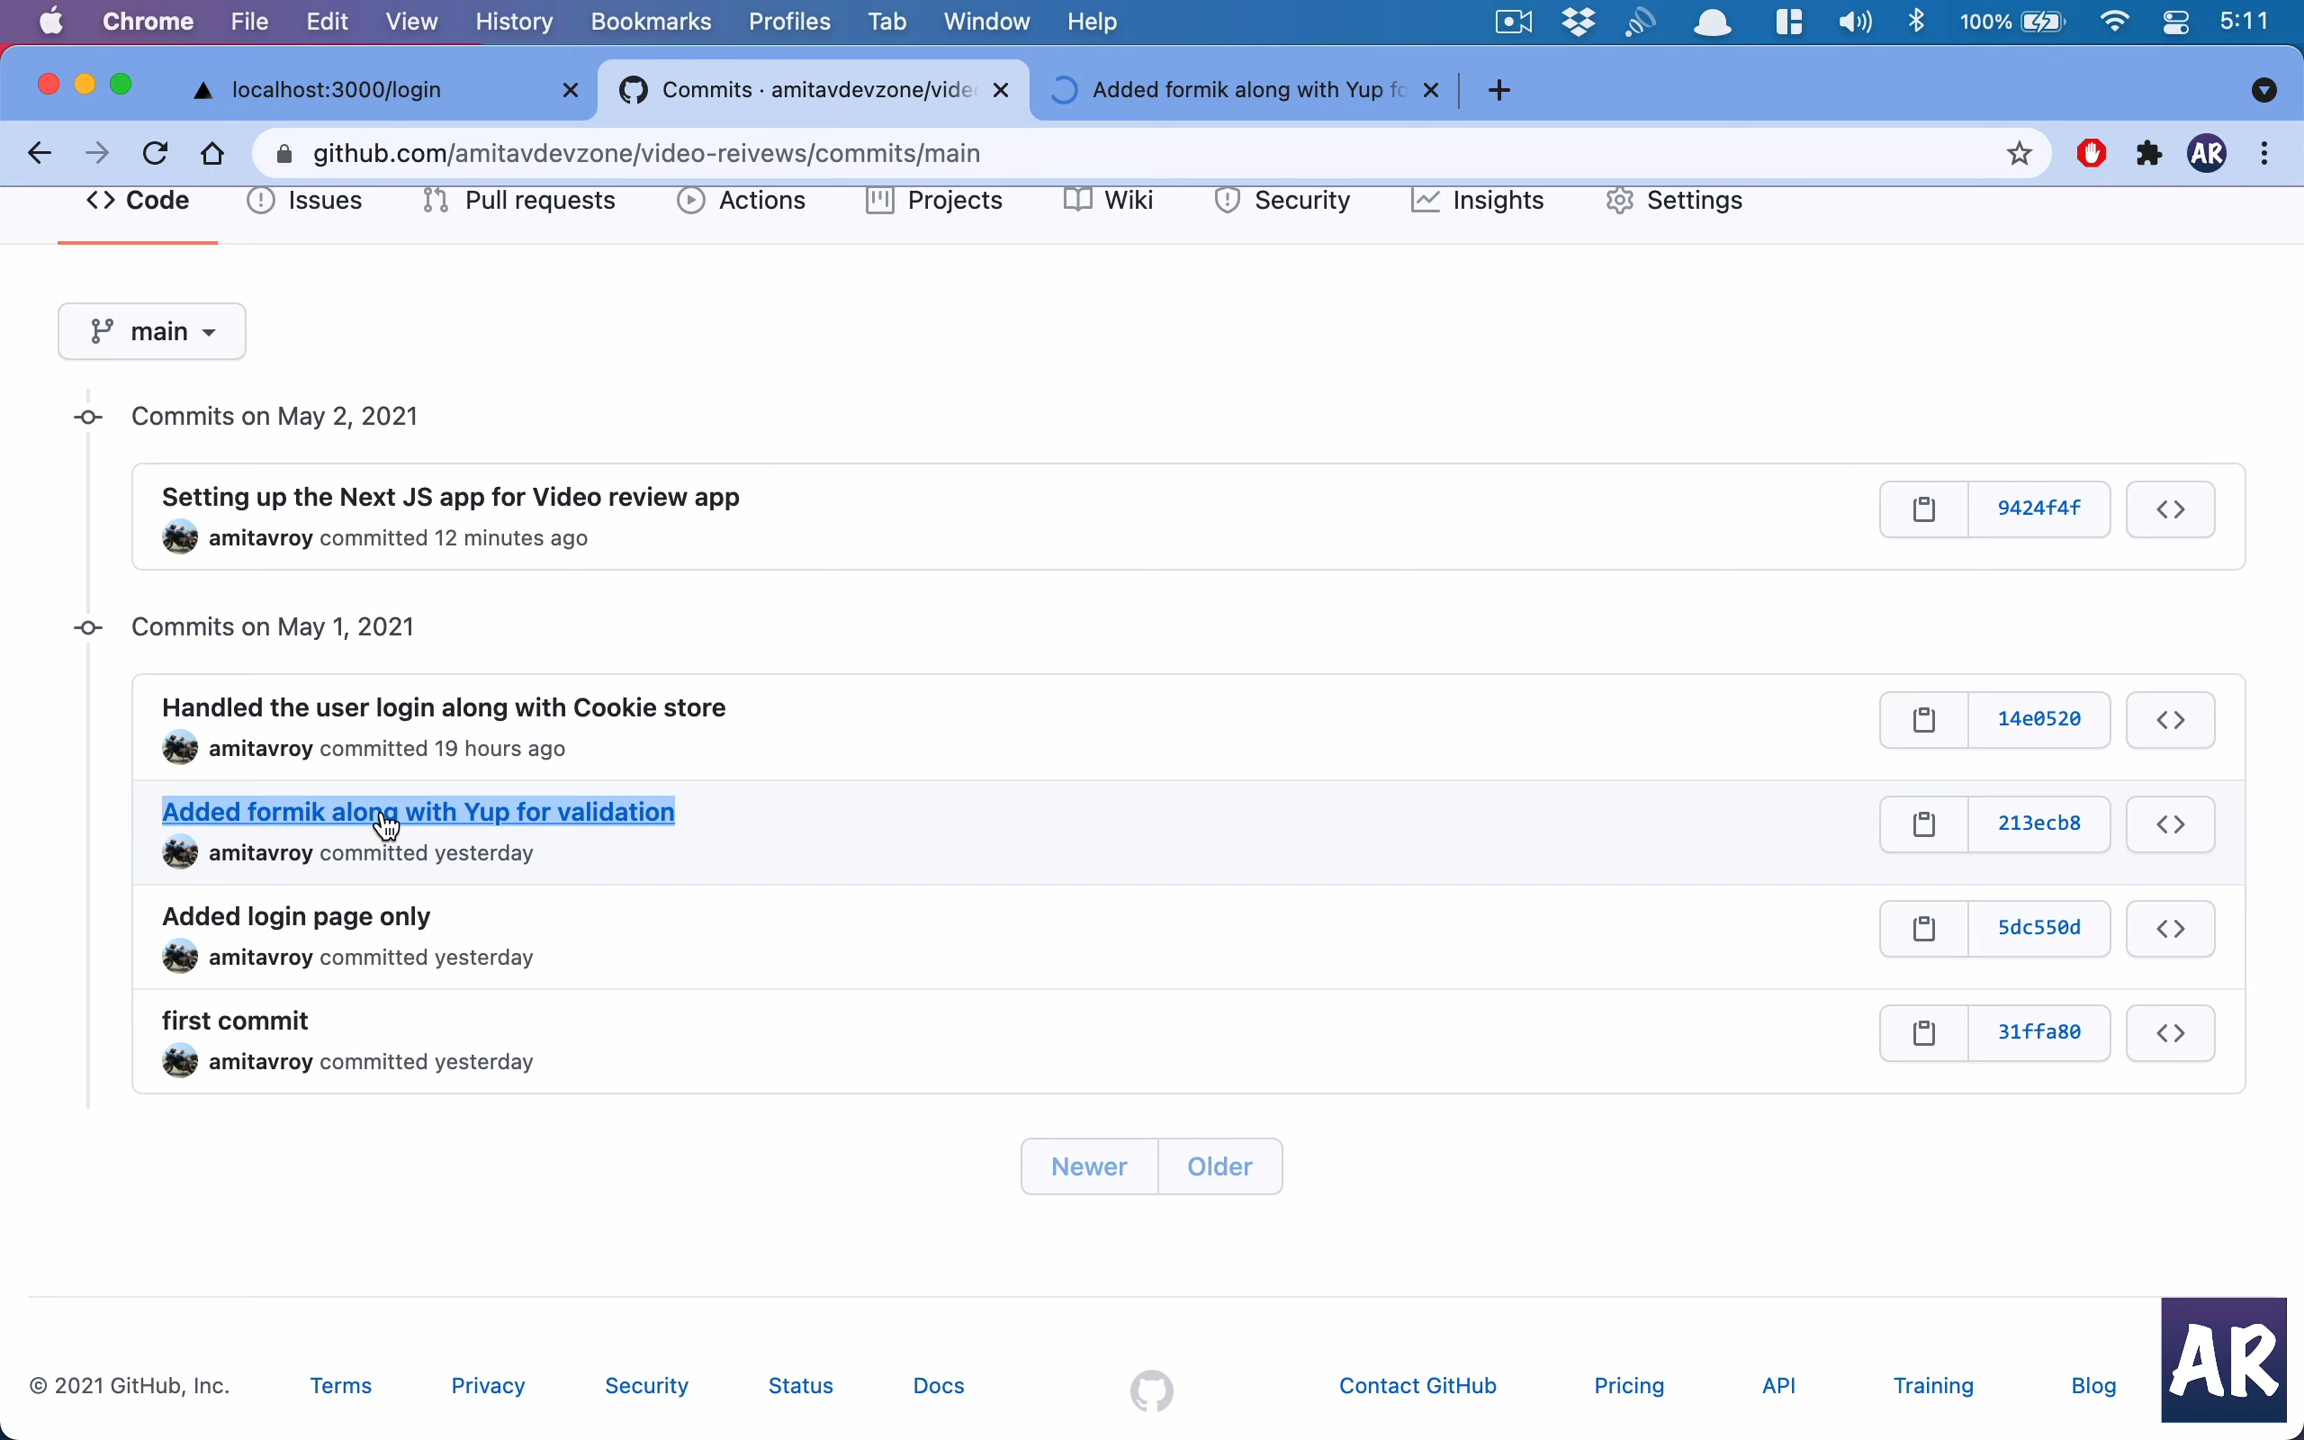 Chrome File Edit View History Bookmarks Profiles Tab Window Help 100% 5:11
localhost:3000/login Commits · amitavdevzone/vide Added formik along with Yup fo
github.com/amitavdevzone/video-reivews/commits/main AR
Code Issues Pull requests Actions Projects Wiki Security Insights Settings
main
Commits on May 2, 2021
Setting up the Next JS app for Video review app
amitavroy committed 12 minutes ago
9424f4f
Commits on May 1, 2021
Handled the user login along with Cookie store
amitavroy committed 19 hours ago
14e0520
Added formik along with Yup for validation
amitavroy committed yesterday
213ecb8
Added login page only
amitavroy committed yesterday
5dc550d
first commit
amitavroy committed yesterday
31ffa80
Newer Older
© 2021 GitHub, Inc. Terms Privacy Security Status Docs Contact GitHub Pricing API Training Blog
AR